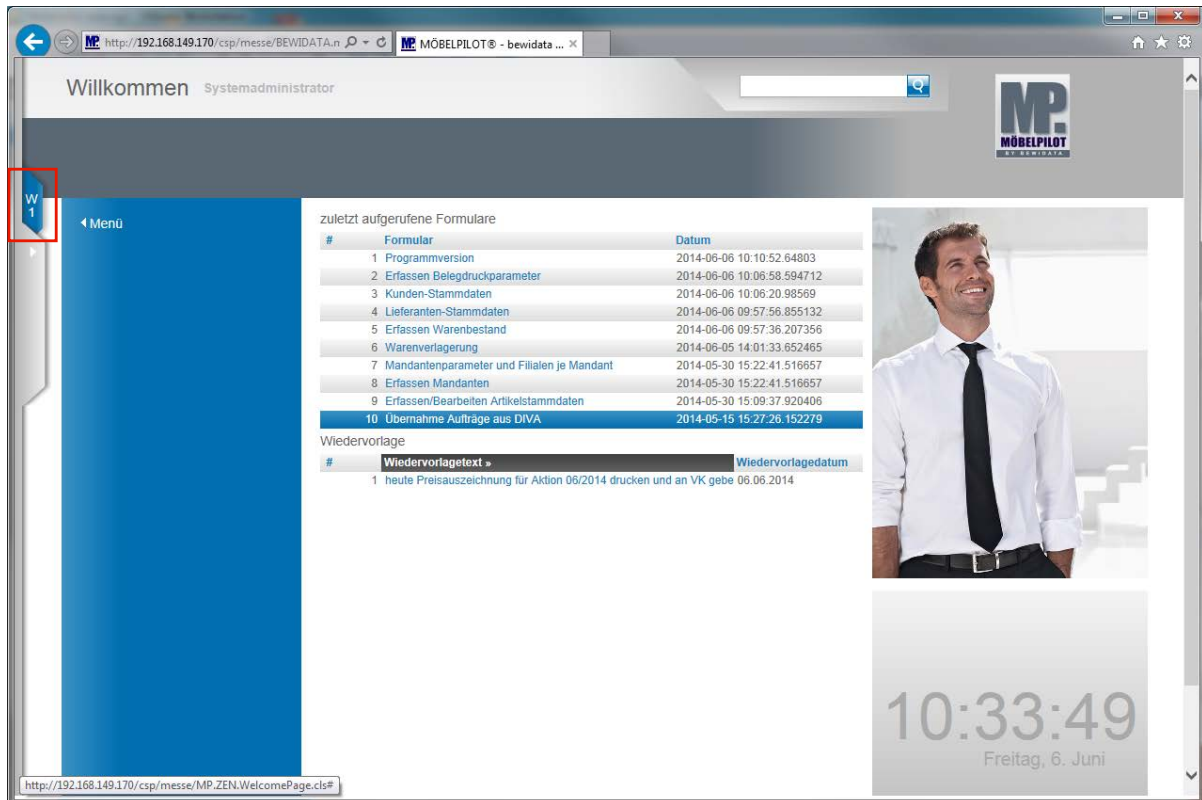 http://192.168.149.170/csp/messe/BEWIDATA.n
MÖBELPILOT® - bewidata ...
Willkommen Systemadministrator
MP.
MÖBELPILOT
BY BEWIDATA
W
1
Menü
zuletzt aufgerufene Formulare
# Formular Datum
1 Programmversion 2014-06-06 10:10:52.64803
2 Erfassen Belegdruckparameter 2014-06-06 10:06:58.594712
3 Kunden-Stammdaten 2014-06-06 10:06:20.98569
4 Lieferanten-Stammdaten 2014-06-06 09:57:56.855132
5 Erfassen Warenbestand 2014-06-06 09:57:36.207356
6 Warenverlagerung 2014-06-05 14:01:33.652465
7 Mandantenparameter und Filialen je Mandant 2014-05-30 15:22:41.516657
8 Erfassen Mandanten 2014-05-30 15:22:41.516657
9 Erfassen/Bearbeiten Artikelstammdaten 2014-05-30 15:09:37.920406
10 Übernahme Aufträge aus DIVA 2014-05-15 15:27:26.152279
Wiedervorlage
# Wiedervorlagetext » Wiedervorlagedatum
1 heute Preisauszeichnung für Aktion 06/2014 drucken und an VK gebe 06.06.2014
10:33:49
Freitag, 6. Juni
http://192.168.149.170/csp/messe/MP.ZEN.WelcomePage.cls#